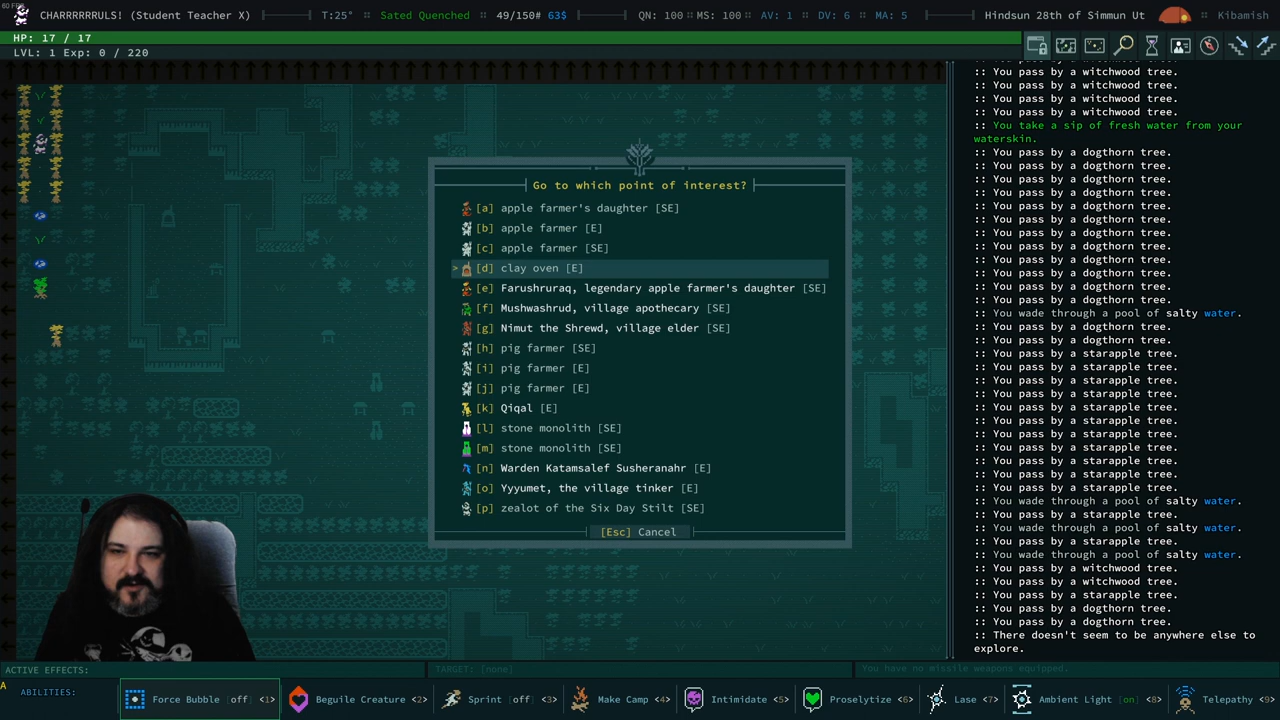 60 FPS
CHARRRRRULS! (Student Teacher X)
T:25°
Sated Quenched
49/150# 63$
QN: 100
MS: 100
AV: 1
DV: 6
MA: 5
Hindsun 28th of Simmun Ut
Kibamish
HP: 17 / 17
LVL: 1 Exp: 0 / 220
Go to which point of interest?
[a] apple farmer's daughter [SE]
[b] apple farmer [E]
[c] apple farmer [SE]
> [d] clay oven [E]
[e] Farushruraq, legendary apple farmer's daughter [SE]
[f] Mushwashrud, village apothecary [SE]
[g] Nimut the Shrewd, village elder [SE]
[h] pig farmer [SE]
[i] pig farmer [E]
[j] pig farmer [E]
[k] Qiqal [E]
[l] stone monolith [SE]
[m] stone monolith [SE]
[n] Warden Katamsalef Susheranahr [E]
[o] Yyyumet, the village tinker [E]
[p] zealot of the Six Day Stilt [SE]
[Esc] Cancel
:: You pass by a witchwood tree.
:: You pass by a witchwood tree.
:: You pass by a witchwood tree.
:: You pass by a witchwood tree.
:: You take a sip of fresh water from your
waterskin.
:: You pass by a dogthorn tree.
:: You pass by a dogthorn tree.
:: You pass by a dogthorn tree.
:: You pass by a dogthorn tree.
:: You pass by a dogthorn tree.
:: You pass by a dogthorn tree.
:: You pass by a dogthorn tree.
:: You pass by a dogthorn tree.
:: You pass by a dogthorn tree.
:: You pass by a dogthorn tree.
:: You pass by a dogthorn tree.
:: You pass by a dogthorn tree.
:: You wade through a pool of salty water.
:: You pass by a dogthorn tree.
:: You pass by a dogthorn tree.
:: You pass by a starapple tree.
:: You pass by a starapple tree.
:: You pass by a starapple tree.
:: You pass by a starapple tree.
:: You pass by a starapple tree.
:: You pass by a starapple tree.
:: You pass by a starapple tree.
:: You pass by a starapple tree.
:: You pass by a starapple tree.
:: You pass by a starapple tree.
:: You wade through a pool of salty water.
:: You pass by a starapple tree.
:: You wade through a pool of salty water.
:: You pass by a starapple tree.
:: You wade through a pool of salty water.
:: You pass by a witchwood tree.
:: You pass by a starapple tree.
:: You pass by a witchwood tree.
:: You pass by a dogthorn tree.
:: You pass by a dogthorn tree.
:: There doesn't seem to be anywhere else to
explore.
ACTIVE EFFECTS:
TARGET: [none]
You have no missile weapons equipped.
A
ABILITIES:
Force Bubble [off] <1>
Beguile Creature <2>
Sprint [off] <3>
Make Camp <4>
Intimidate <5>
Proselytize <6>
Lase <7>
Ambient Light [on] <8>
Telepathy <9>